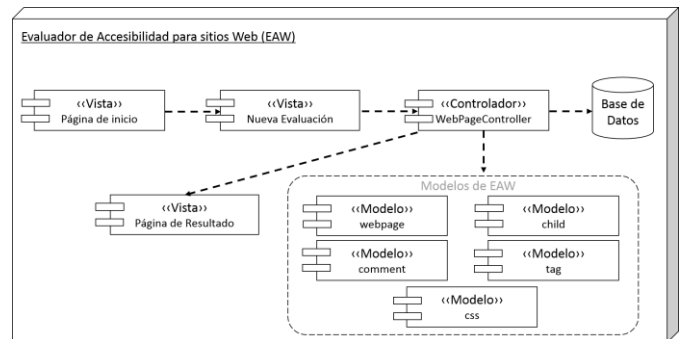 Evaluador de Accesibilidad para sitios Web (EAW)
‹‹Vista››
Página de inicio
‹‹Vista››
Nueva Evaluación
‹‹Controlador››
WebPageController
Base de
Datos
‹‹Vista››
Página de Resultado
Modelos de EAW
‹‹Modelo››
webpage
‹‹Modelo››
child
‹‹Modelo››
comment
‹‹Modelo››
tag
‹‹Modelo››
css